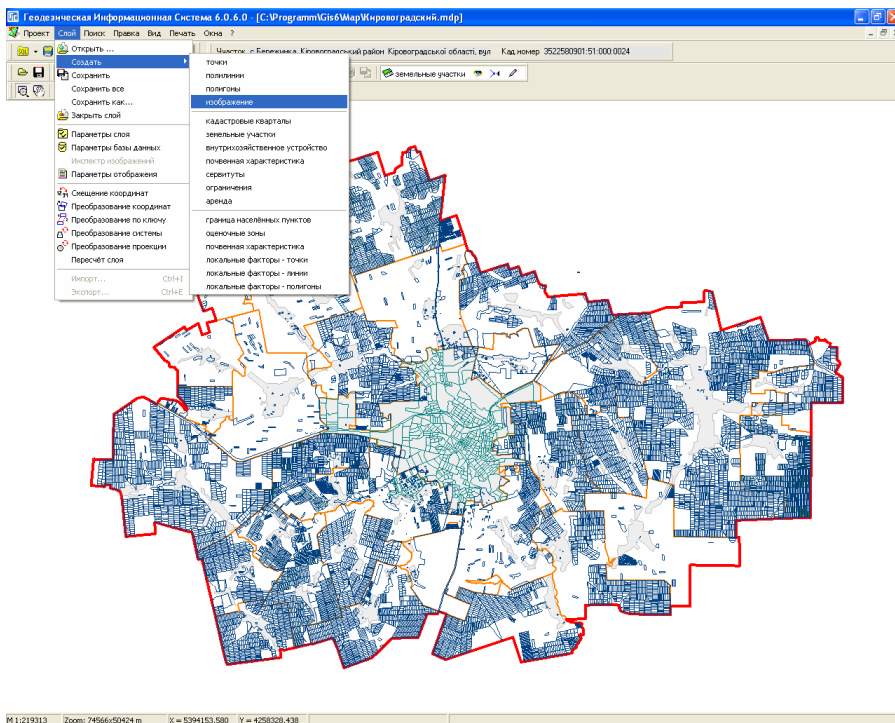 Геодезическая Информационная Система 6.0.6.0 - [C:\Programm\Gis6\Map\Кировоградский.mdp]
Проект Слой Поиск Правка Вид Печать Окна ?
Участок с.Бережинка, Кіровоградський район Кіровоградської області, вул Кад.номер 3522580901:51:000:0024
земельные участки
Открыть ...
Создать
Сохранить
Сохранить все
Сохранить как...
Закрыть слой
Параметры слоя
Параметры базы данных
Инспектр изображений
Параметры отображеия
Смещение координат
Преобразование координат
Преобразование по ключу
Преобразование системы
Преобразование проекции
Пересчёт слоя
Импорт... Ctrl+I
Экспорт... Ctrl+E
точки
полилинии
полигоны
изображение
кадастровые кварталы
земельные участки
внутрихозяйственное устройство
почвенная характеристика
сервитуты
ограничения
аренда
граница населённых пунктов
оценочные зоны
почвенная характеристика
локальные факторы - точки
локальные факторы - линии
локальные факторы - полигоны
M 1:219313 Zoom: 74566x50424 m X = 5394153.580 Y = 4258328.438